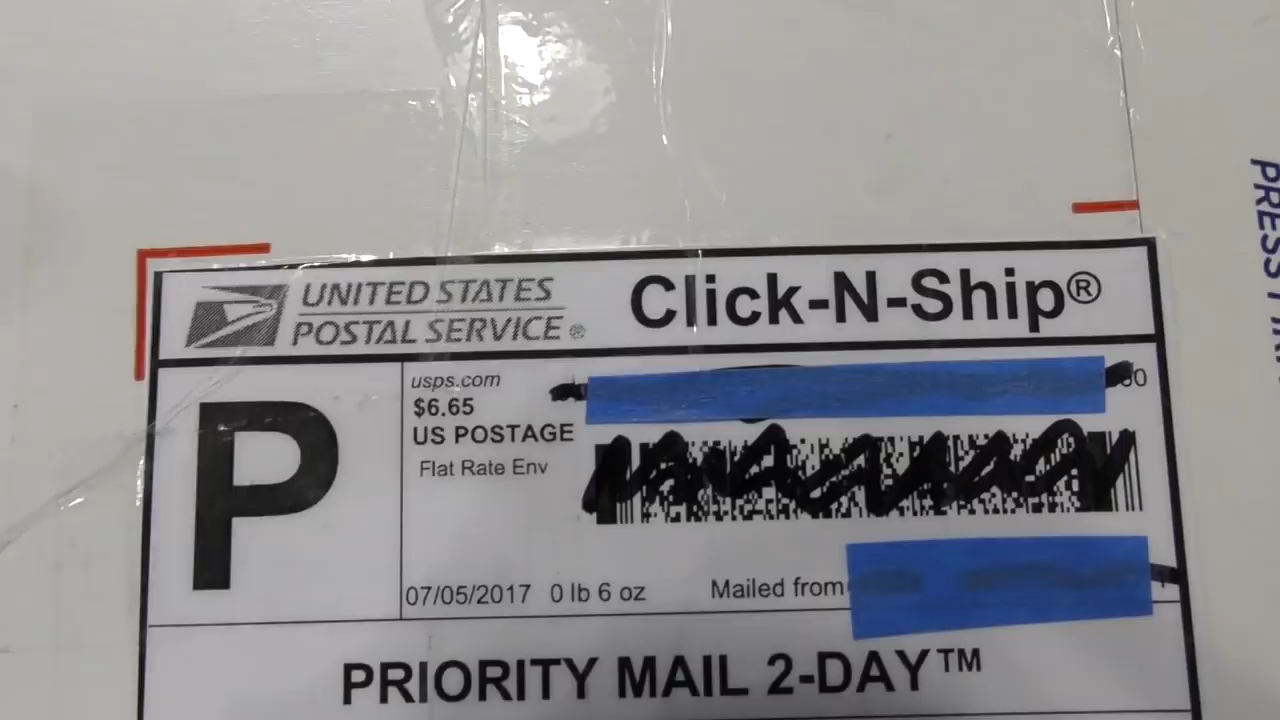 UNITED STATES
POSTAL SERVICE®
Click-N-Ship®
P
usps.com
$6.65
US POSTAGE
Flat Rate Env
07/05/2017 0 lb 6 oz
Mailed from
PRIORITY MAIL 2-DAY™
PRESS